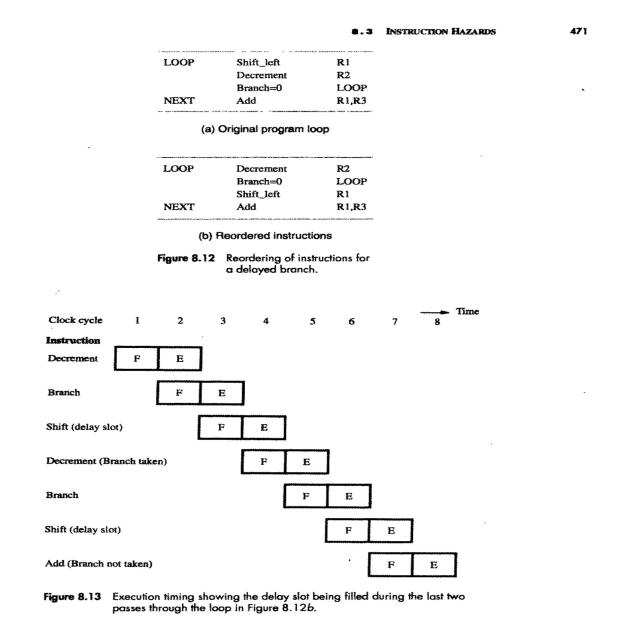 8.3 INSTRUCTION HAZARDS 471
LOOP Shift_left R1
Decrement R2
Branch=0 LOOP
NEXT Add R1,R3
(a) Original program loop
LOOP Decrement R2
Branch=0 LOOP
Shift_left R1
NEXT Add R1,R3
(b) Reordered instructions
Figure 8.12 Reordering of instructions for
a delayed branch.
Time
Clock cycle 1 2 3 4 5 6 7 8
Instruction
Decrement F E
Branch F E
Shift (delay slot) F E
Decrement (Branch taken) F E
Branch F E
Shift (delay slot) F E
Add (Branch not taken) F E
Figure 8.13 Execution timing showing the delay slot being filled during the last two
passes through the loop in Figure 8.12b.